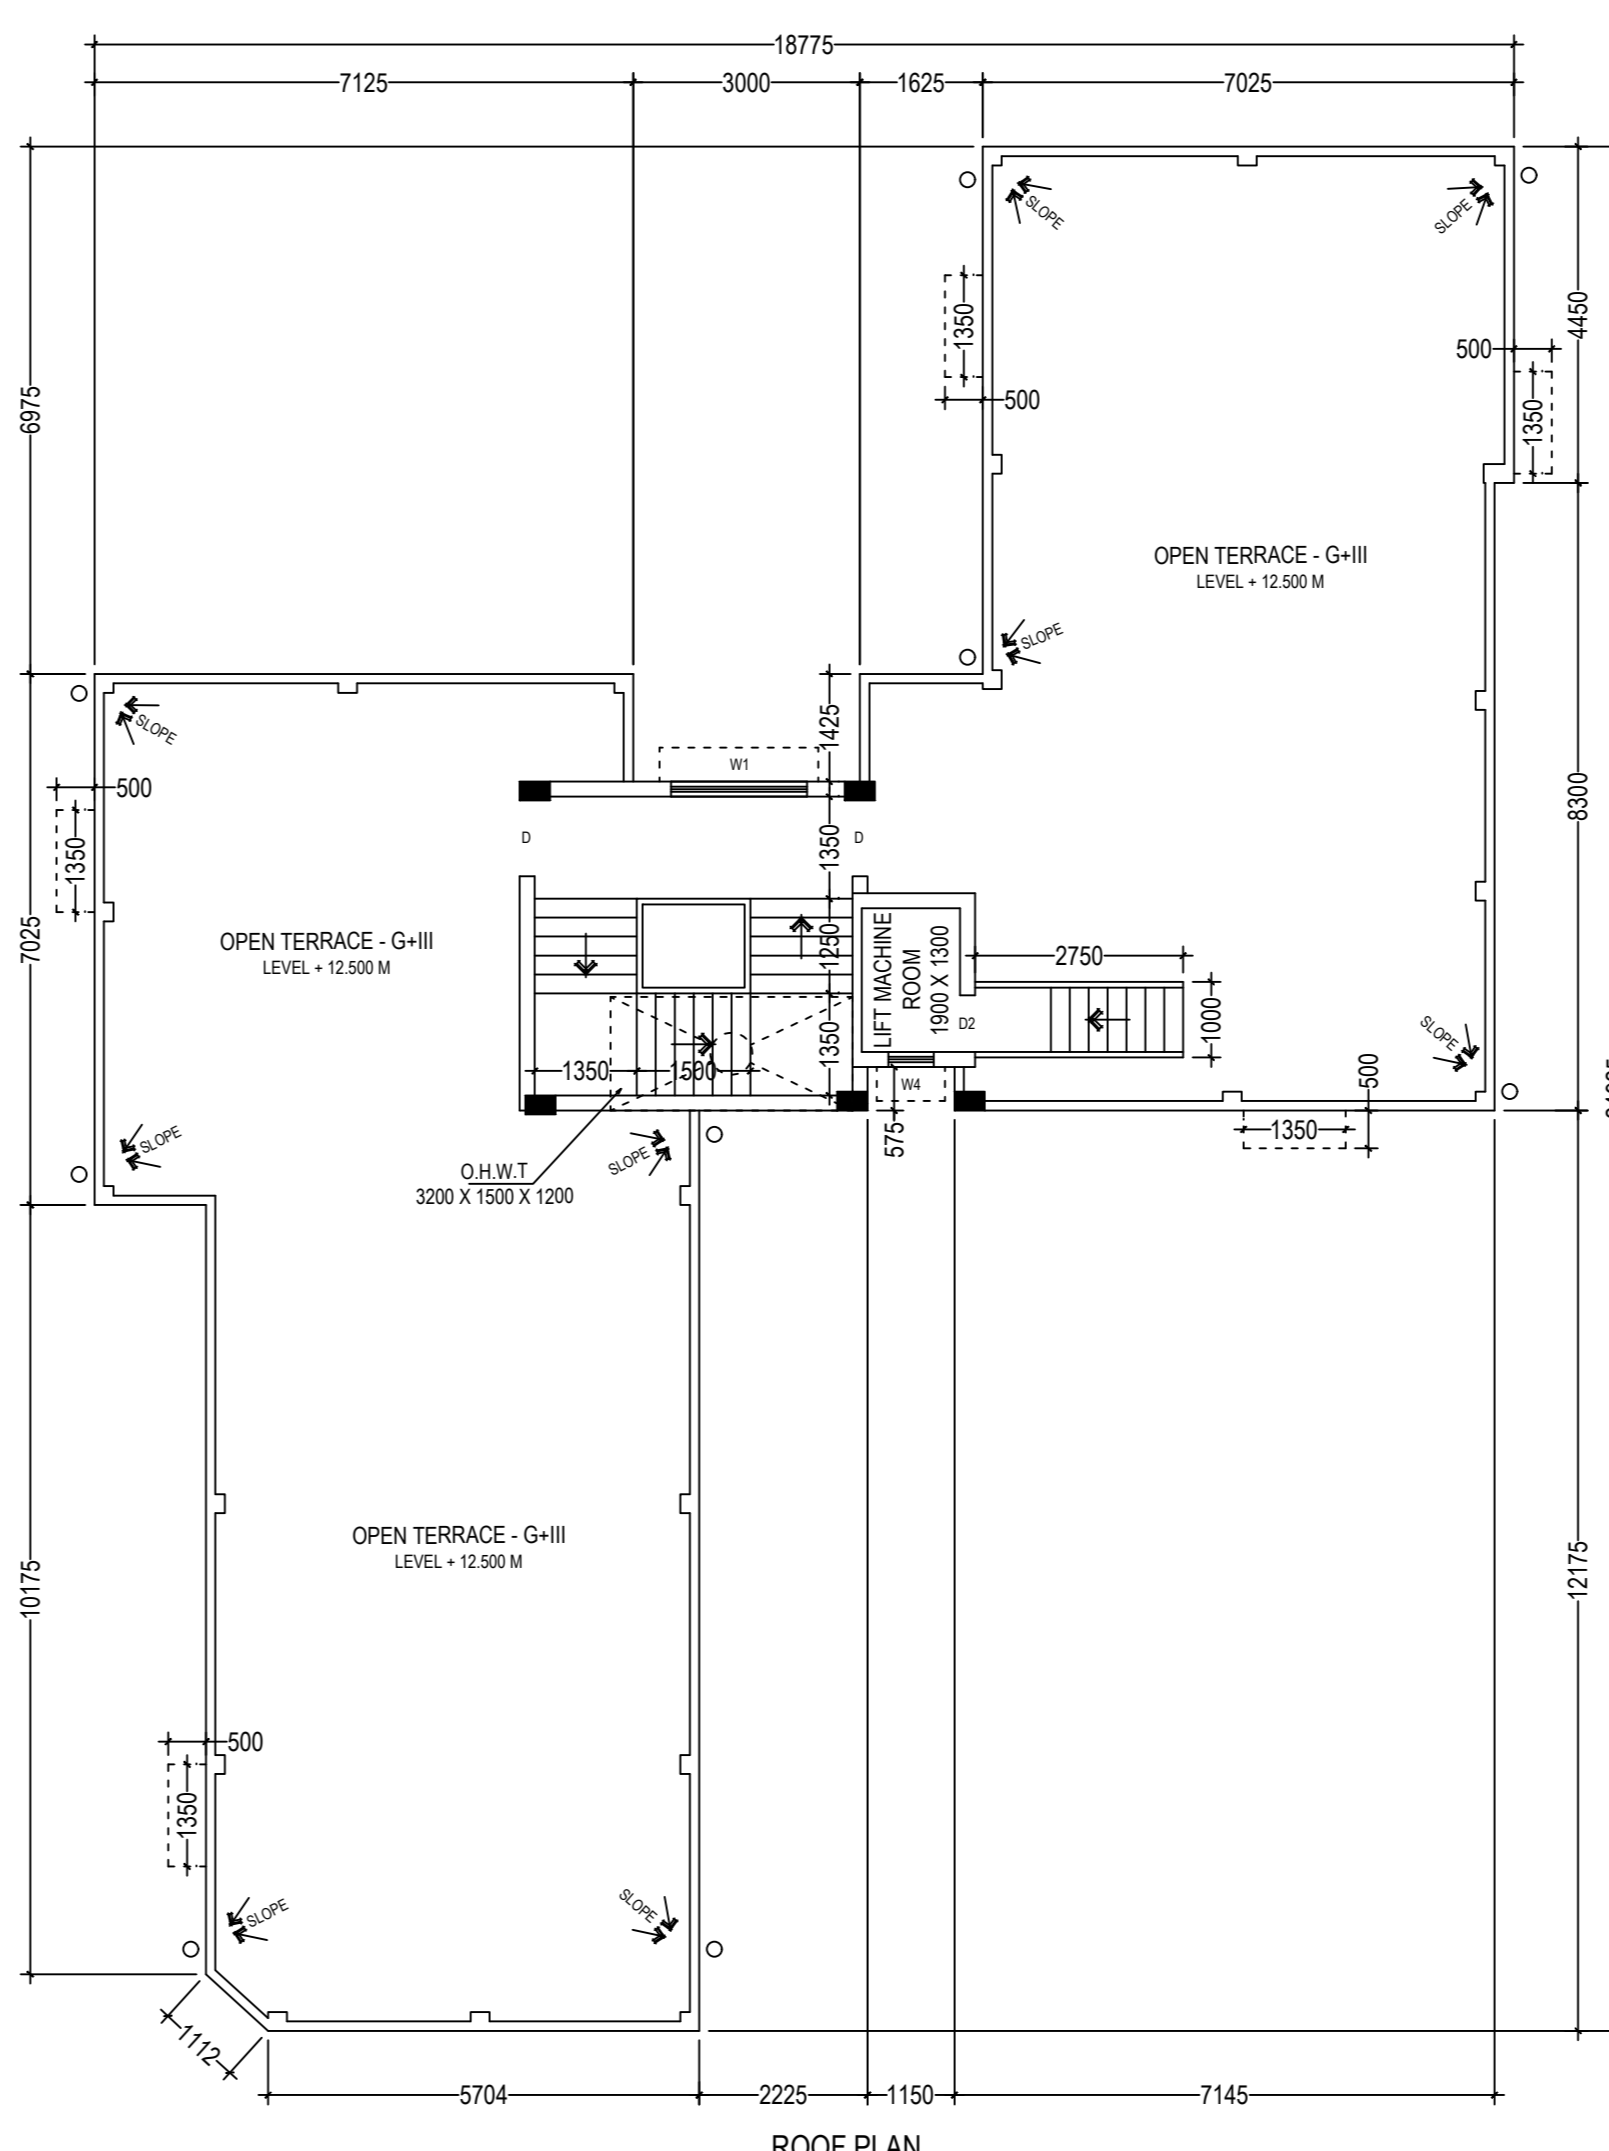 18775
7125
3000
1625
7025
SLOPE
SLOPE
1350
500
4450
500
1350
6975
OPEN TERRACE - G+III
LEVEL + 12.500 M
SLOPE
SLOPE
1425
W1
500
1350
D
D
1350
8300
7025
OPEN TERRACE - G+III
LEVEL + 12.500 M
1250
LIFT MACHINE
ROOM
1900 X 1300
2750
1000
D2
1350
1350
1500
W4
575
SLOPE
500
1350
SLOPE
SLOPE
O.H.W.T
3200 X 1500 X 1200
OPEN TERRACE - G+III
LEVEL + 12.500 M
10175
12175
500
1350
SLOPE
SLOPE
1112
5704
2225
1150
7145
ROOF PLAN